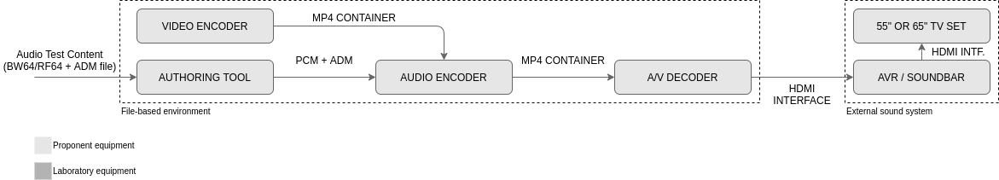 MP4 CONTAINER
VIDEO ENCODER
55" OR 65" TV SET
Audio Test Content
(BW64/RF64 + ADM file)
PCM + ADM
MP4 CONTAINER
HDMI INTF.
AUTHORING TOOL
AUDIO ENCODER
A/V DECODER
AVR / SOUNDBAR
HDMI
INTERFACE
File-based environment
External sound system
Proponent equipment
Laboratory equipment